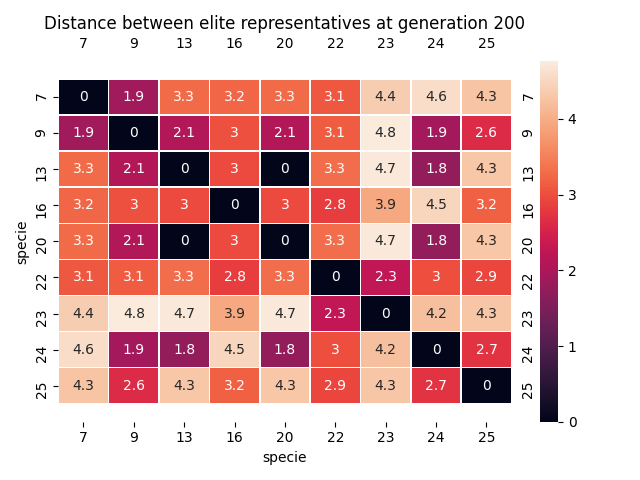 Distance between elite representatives at generation 200
7 9 13 16 20 22 23 24 25
7 0 1.9 3.3 3.2 3.3 3.1 4.4 4.6 4.3 7
9 1.9 0 2.1 3 2.1 3.1 4.8 1.9 2.6 9
13 3.3 2.1 0 3 0 3.3 4.7 1.8 4.3 13
16 3.2 3 3 0 3 2.8 3.9 4.5 3.2 16
20 3.3 2.1 0 3 0 3.3 4.7 1.8 4.3 20
22 3.1 3.1 3.3 2.8 3.3 0 2.3 3 2.9 22
23 4.4 4.8 4.7 3.9 4.7 2.3 0 4.2 4.3 23
24 4.6 1.9 1.8 4.5 1.8 3 4.2 0 2.7 24
25 4.3 2.6 4.3 3.2 4.3 2.9 4.3 2.7 0 25
7 9 13 16 20 22 23 24 25
specie
specie
4
3
2
1
0